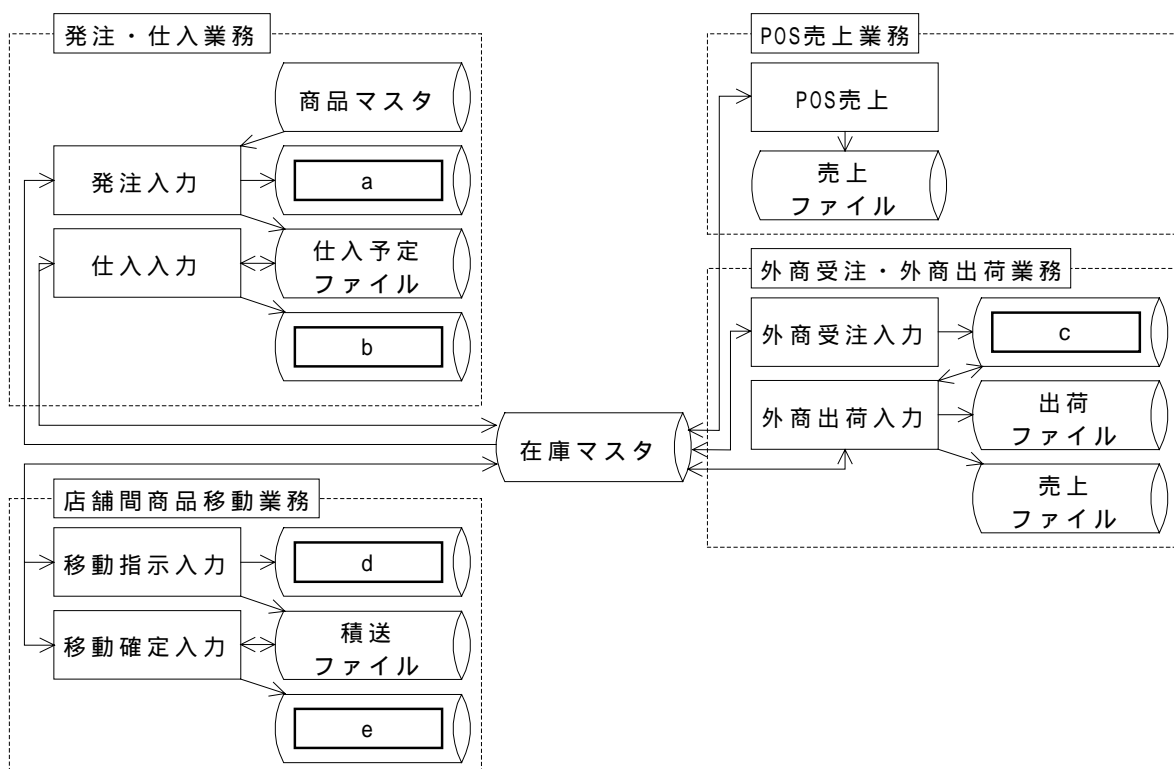 発注・仕入業務
商品マスタ
発注入力
a
仕入入力
仕入予定
ファイル
b
POS売上業務
POS売上
売上
ファイル
外商受注・外商出荷業務
外商受注入力
c
外商出荷入力
出荷
ファイル
売上
ファイル
在庫マスタ
店舗間商品移動業務
移動指示入力
d
移動確定入力
積送
ファイル
e